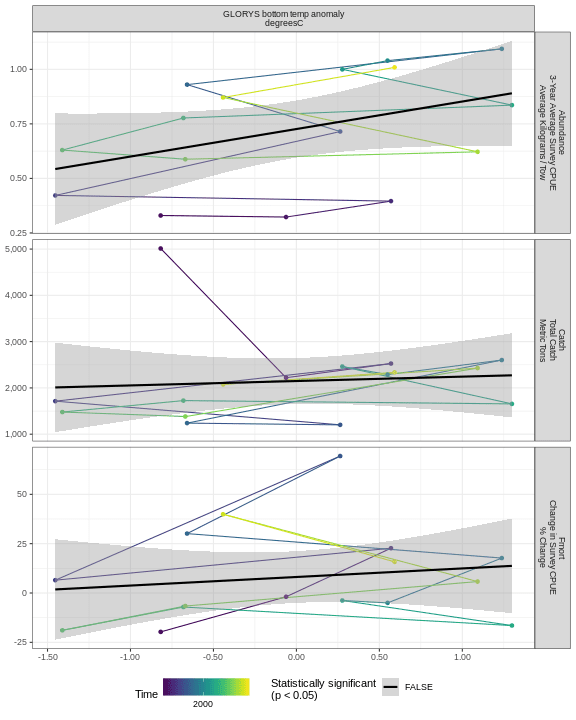 GLORYS bottom temp anomaly
degreesC
1.00
0.75
0.50
0.25
Abundance
3-Year Average Survey CPUE
Average Kilograms / Tow
5,000
4,000
3,000
2,000
1,000
Catch
Total Catch
Metric Tons
50
25
0
-25
Fmort
Change in Survey CPUE
% Change
-1.50
-1.00
-0.50
0.00
0.50
1.00
Time
2000
Statistically significant
(p < 0.05)
FALSE